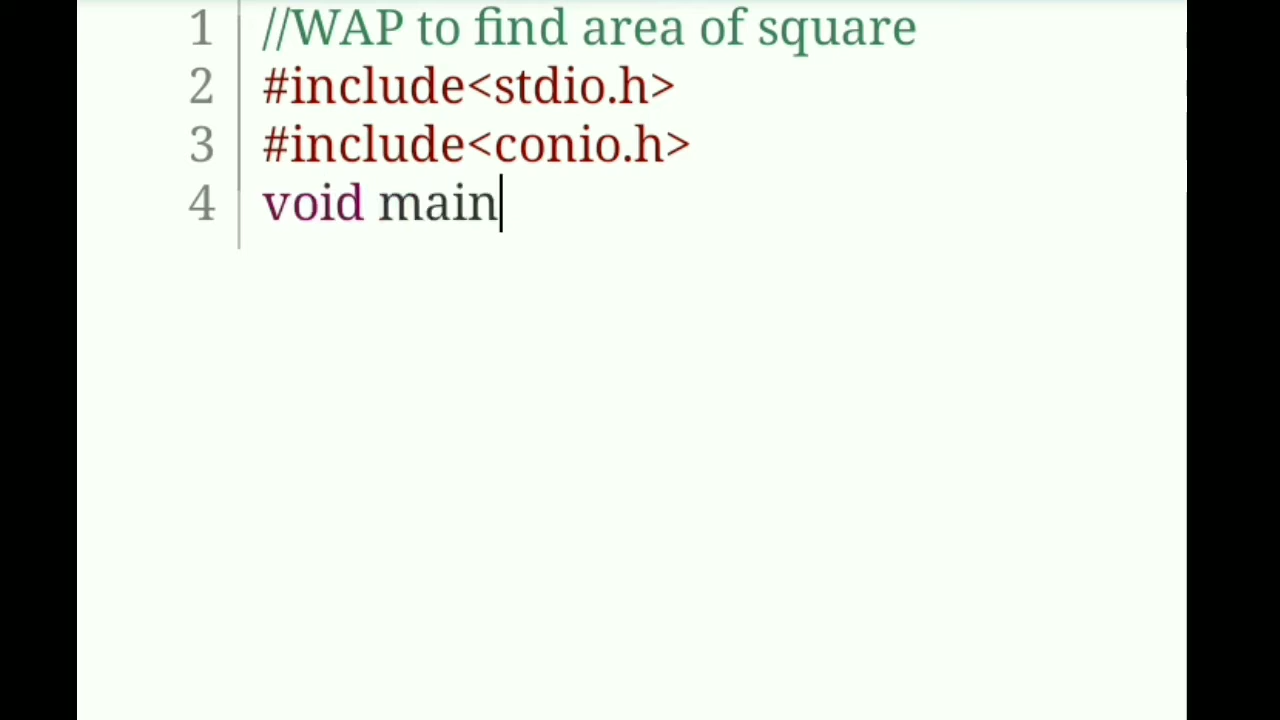 1 //WAP to find area of square
2 #include<stdio.h>
3 #include<conio.h>
4 void main